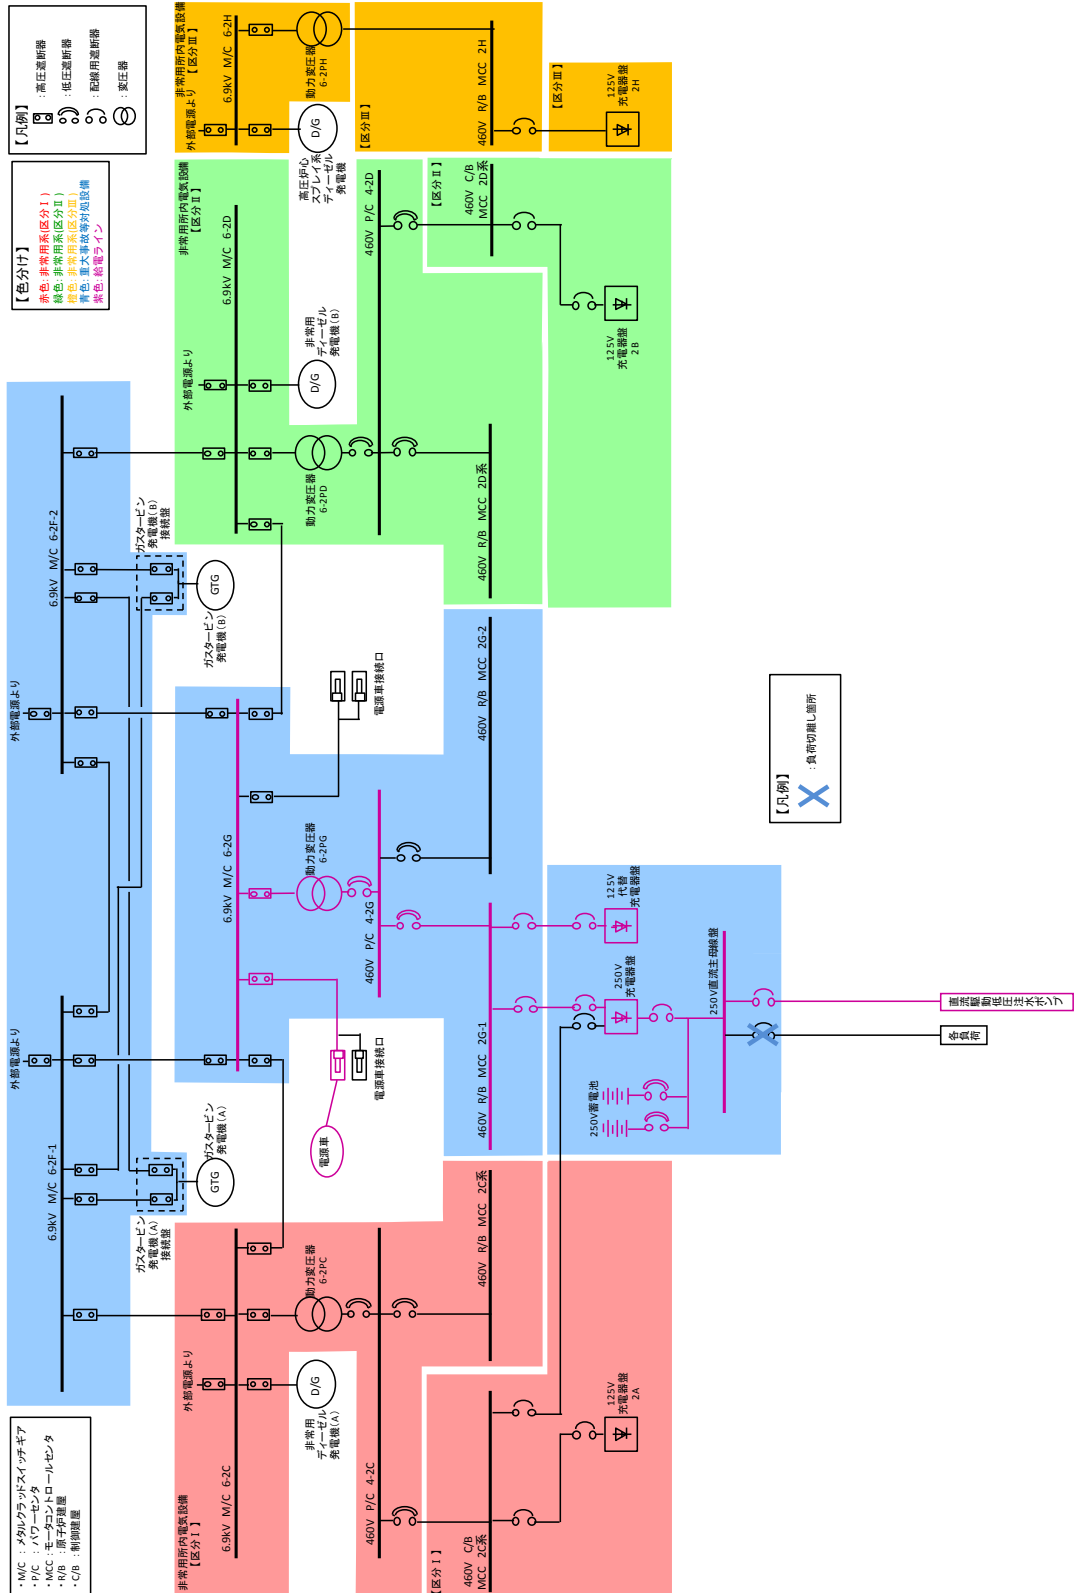 ・M/C ：メタルクラッドスイッチギア
・P/C ：パワーセンタ
・MCC：モータコントロールセンタ
・R/B ：原子炉建屋
・C/B ：制御建屋
外部電源より
6.9kV M/C 6-2F-1
ガスタービン
発電機(A)
接続盤
GTG
ガスタービン
発電機(A)
外部電源より
6.9kV M/C 6-2F-2
ガスタービン
発電機(B)
接続盤
GTG
ガスタービン
発電機(B)
【色分け】
赤色：非常用系(区分Ⅰ)
緑色：非常用系(区分Ⅱ)
橙色：非常用系(区分Ⅲ)
青色：重大事故等対処設備
紫色：給電ライン
【凡例】
：高圧遮断器
：低圧遮断器
：配線用遮断器
：変圧器
非常用所内電気設備
【区分Ⅰ】
外部電源より
6.9kV M/C 6-2C
D/G
非常用
ディーゼル
発電機(A)
動力変圧器
6-2PC
460V P/C 4-2C
460V R/B MCC 2C系
【区分Ⅰ】
460V C/B
MCC 2C系
125V
充電器盤
2A
6.9kV M/C 6-2G
電源車
電源車接続口
動力変圧器
6-2PG
電源車接続口
460V P/C 4-2G
460V R/B MCC 2G-1
460V R/B MCC 2G-2
250V蓄電池
250V
充電器盤
125V
代替
充電器盤
250V直流主母線盤
各負荷
直流駆動低圧注水ポンプ
【凡例】
：負荷切離し箇所
非常用所内電気設備
【区分Ⅱ】
外部電源より
6.9kV M/C 6-2D
D/G
非常用
ディーゼル
発電機(B)
動力変圧器
6-2PD
460V P/C 4-2D
460V R/B MCC 2D系
【区分Ⅱ】
460V C/B
MCC 2D系
125V
充電器盤
2B
非常用所内電気設備
【区分Ⅲ】
外部電源より
6.9kV M/C 6-2H
D/G
高圧炉心
スプレイ系
ディーゼル
発電機
動力変圧器
6-2PH
【区分Ⅲ】
460V R/B MCC 2H
【区分Ⅲ】
125V
充電器盤
2H